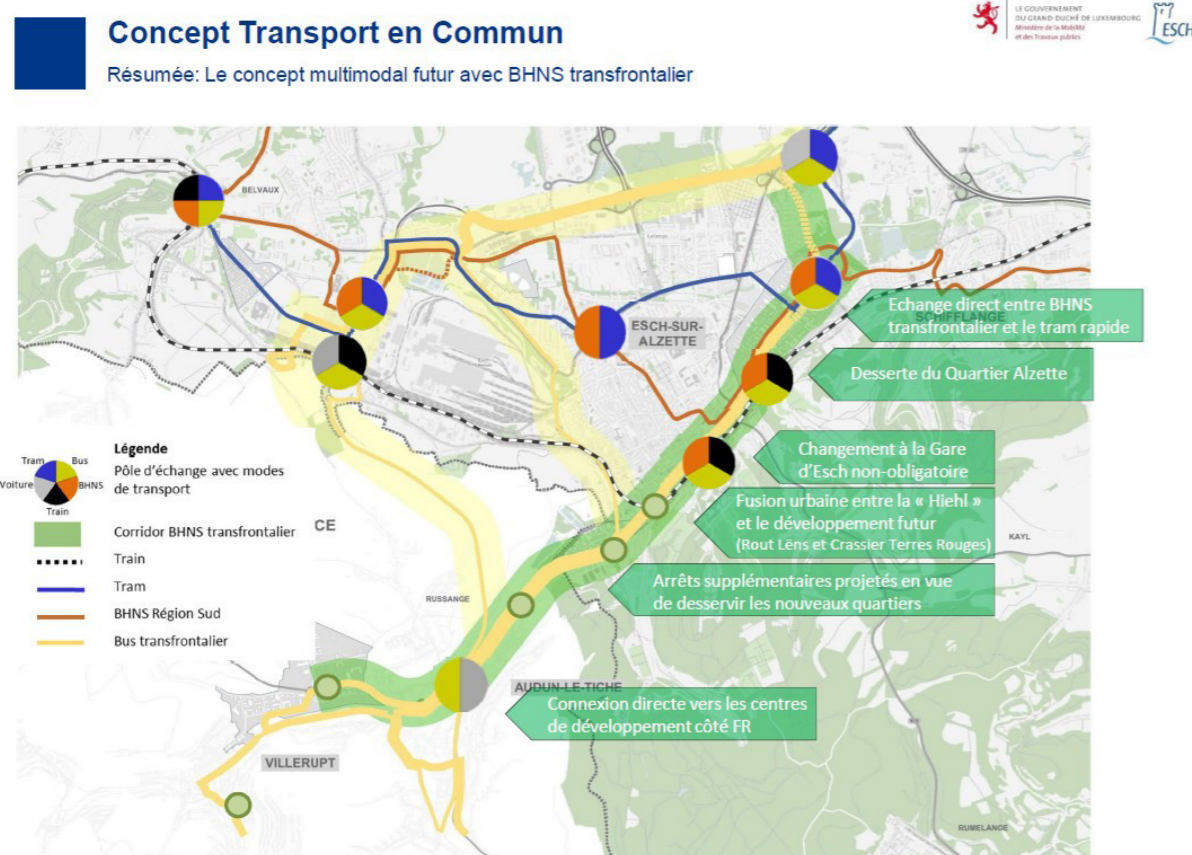 Concept Transport en Commun
Résumée: Le concept multimodal futur avec BHNS transfrontalier
LE GOUVERNEMENT
DU GRAND-DUCHÉ DE LUXEMBOURG
Ministère de la Mobilité
et des Travaux publics
ESCH
BELVAUX
ESCH-SUR-
ALZETTE
SCHIFFLANGE
Echange direct entre BHNS
transfrontalier et le tram rapide
Desserte du Quartier Alzette
Changement à la Gare
d'Esch non-obligatoire
Fusion urbaine entre la « Hiehl »
et le développement futur
(Rout Lëns et Crassier Terres Rouges)
KAYL
Arrêts supplémentaires projetés en vue
de desservir les nouveaux quartiers
RUSSANGE
AUDUN-LE-TICHE
Connexion directe vers les centres
de développement côté FR
VILLERUPT
RUMELANGE
CE
Légende
Tram
Bus
Voiture
BHNS
Train
Pôle d'échange avec modes
de transport
Corridor BHNS transfrontalier
Train
Tram
BHNS Région Sud
Bus transfrontalier